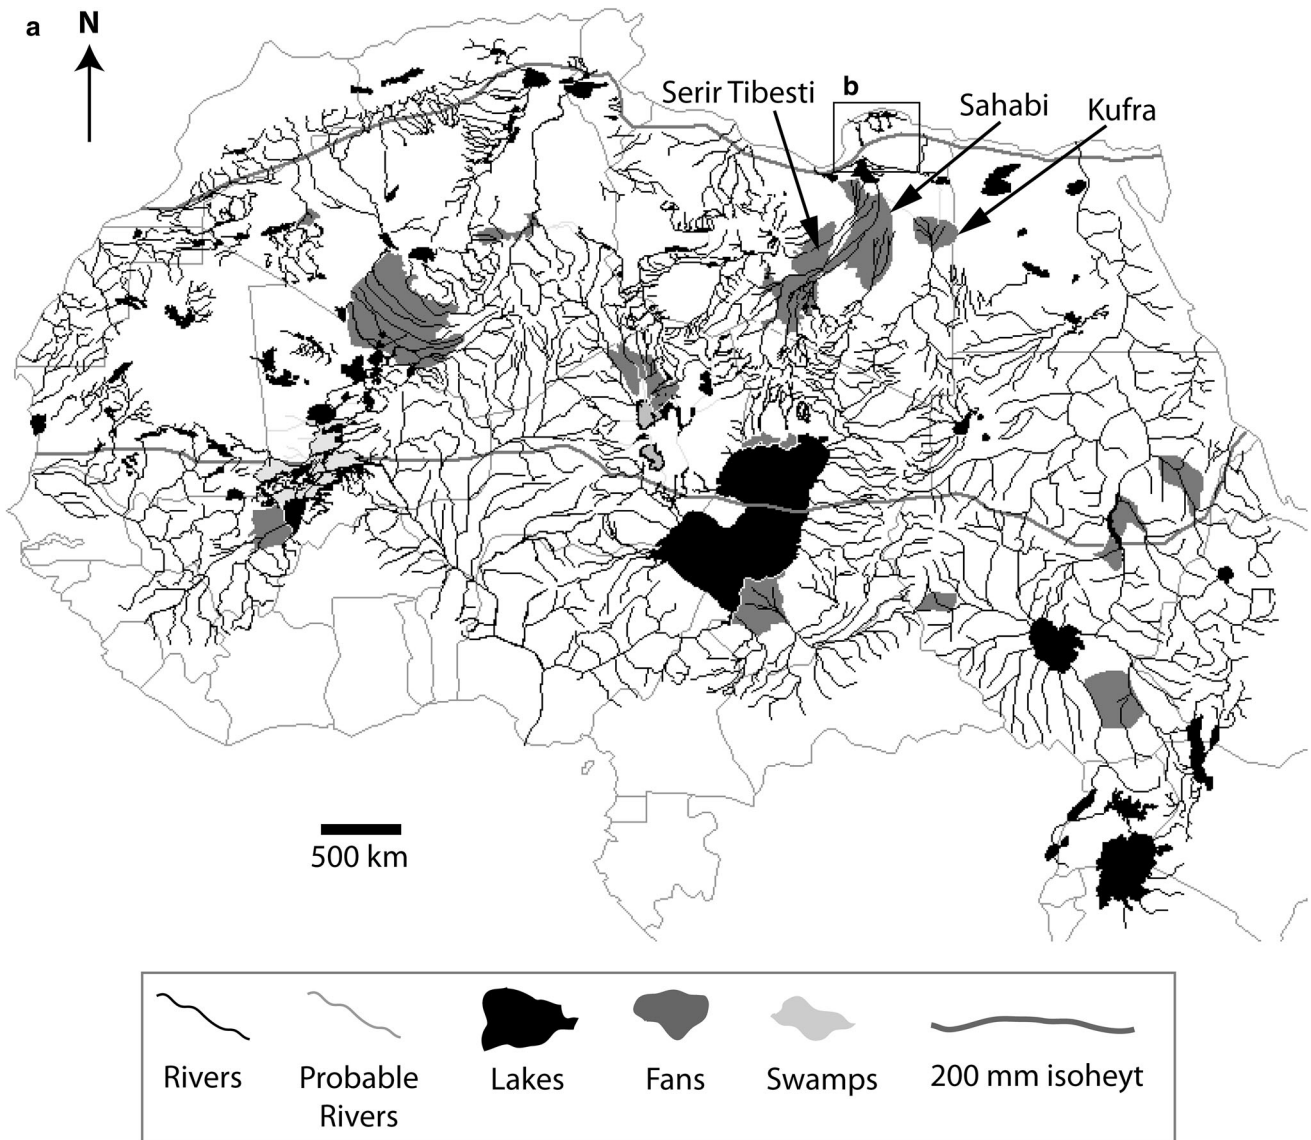 a
N
Serir Tibesti
b
Sahabi
Kufra
500 km
Rivers
Probable
Rivers
Lakes
Fans
Swamps
200 mm isoheyt